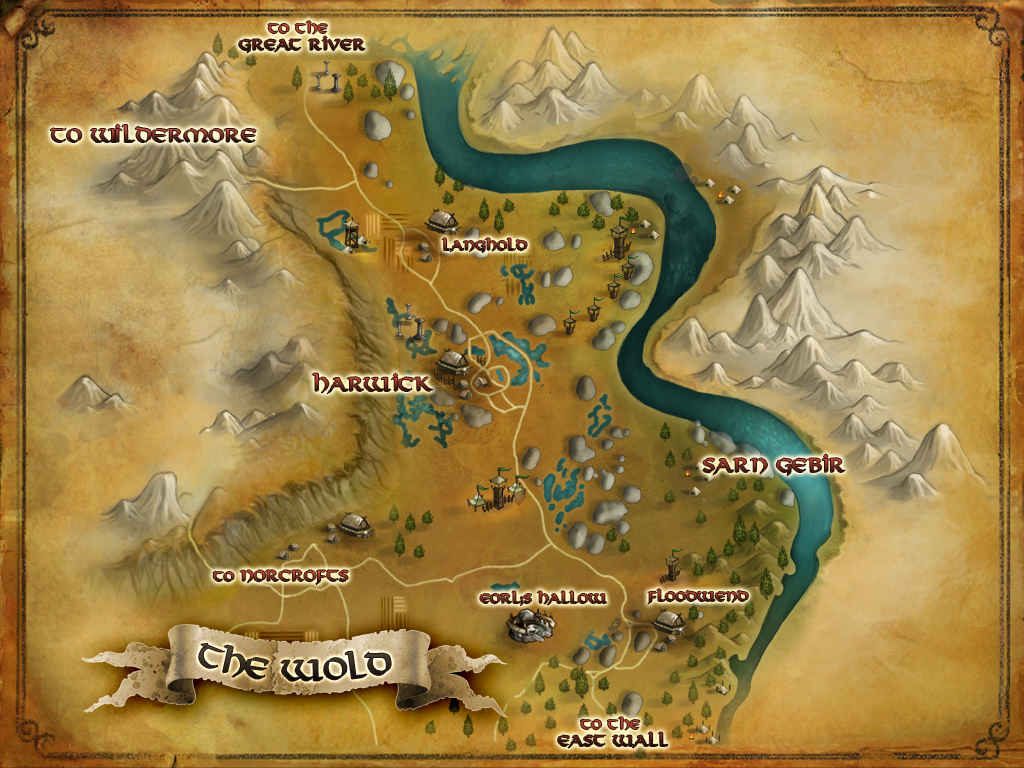 to the
Great River
to Wildermore
Langhold
Harwick
Sarn Gebir
to Norcrofts
Eorl's Hallow
Floodwend
The Wold
to the
East Wall